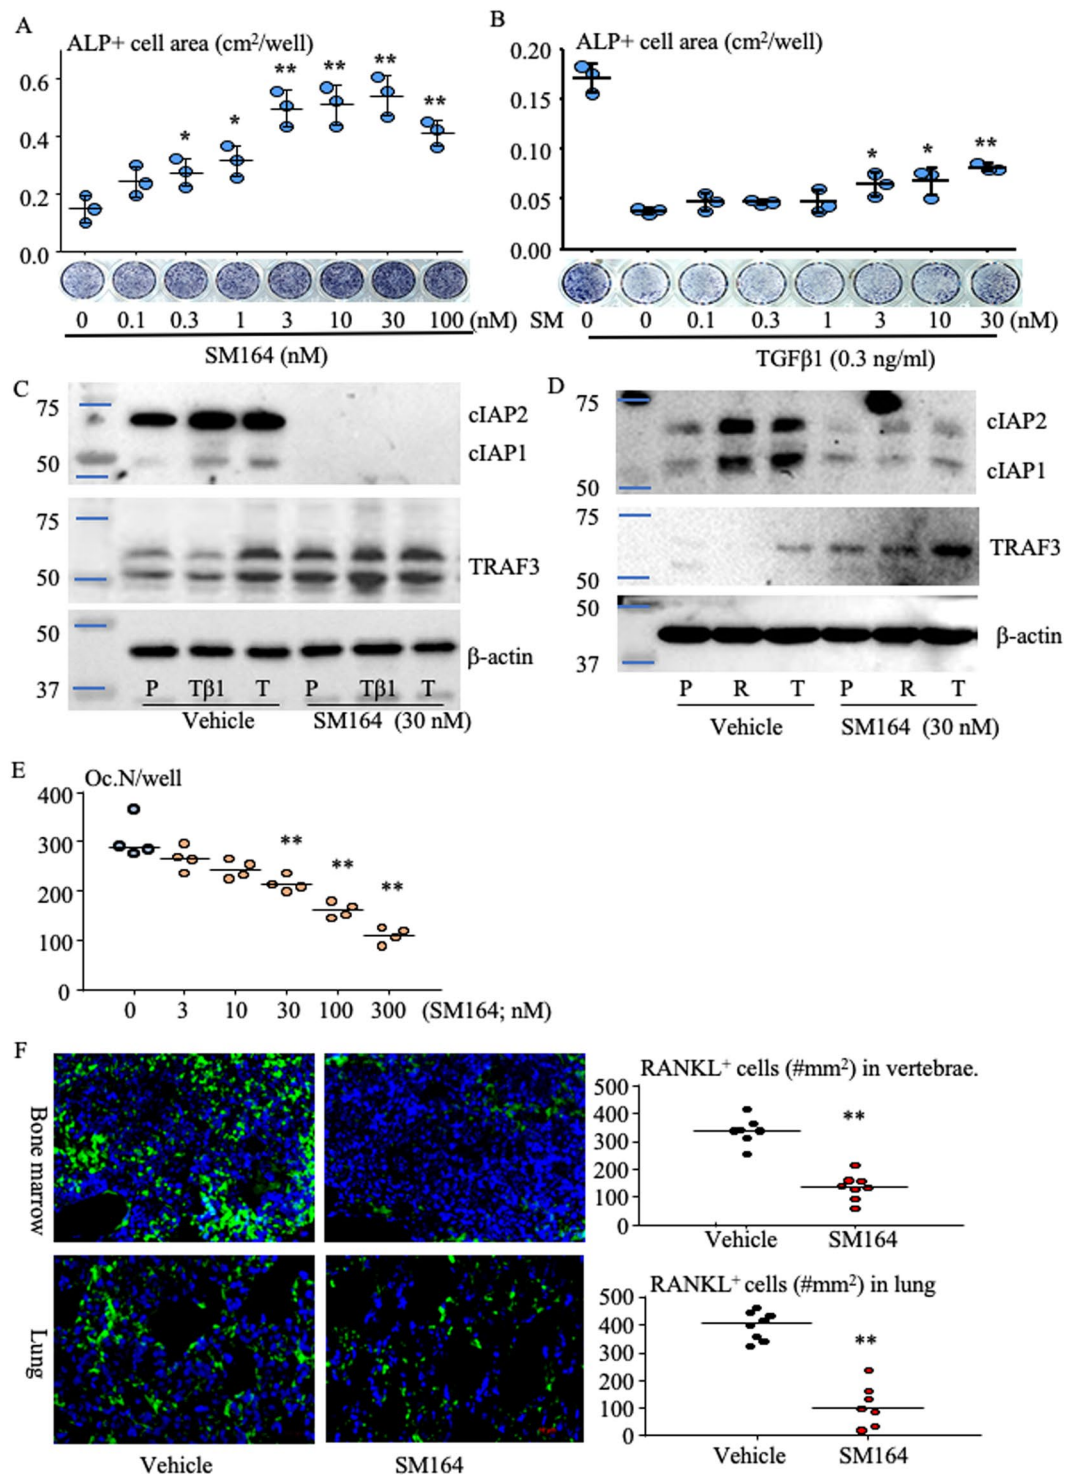 A
ALP+ cell area (cm²/well)
0.6
0.4
0.2
0.0
* * ** ** ** **
0 0.1 0.3 1 3 10 30 100 (nM)
SM164 (nM)
B
ALP+ cell area (cm²/well)
0.20
0.15
0.10
0.05
0.00
* * **
SM 0 0 0.1 0.3 1 3 10 30 (nM)
TGFβ1 (0.3 ng/ml)
C
75
50
cIAP2
cIAP1
75
50
TRAF3
50
37
β-actin
P Tβ1 T P Tβ1 T
Vehicle SM164 (30 nM)
D
75
50
cIAP2
cIAP1
75
50
TRAF3
50
37
β-actin
P R T P R T
Vehicle SM164 (30 nM)
E
Oc.N/well
400
300
200
100
0
** ** **
0 3 10 30 100 300 (SM164; nM)
F
Bone marrow
Lung
Vehicle SM164
RANKL⁺ cells (#mm²) in vertebrae.
500
400
300
200
100
0
**
Vehicle SM164
RANKL⁺ cells (#mm²) in lung
500
400
300
200
100
0
**
Vehicle SM164